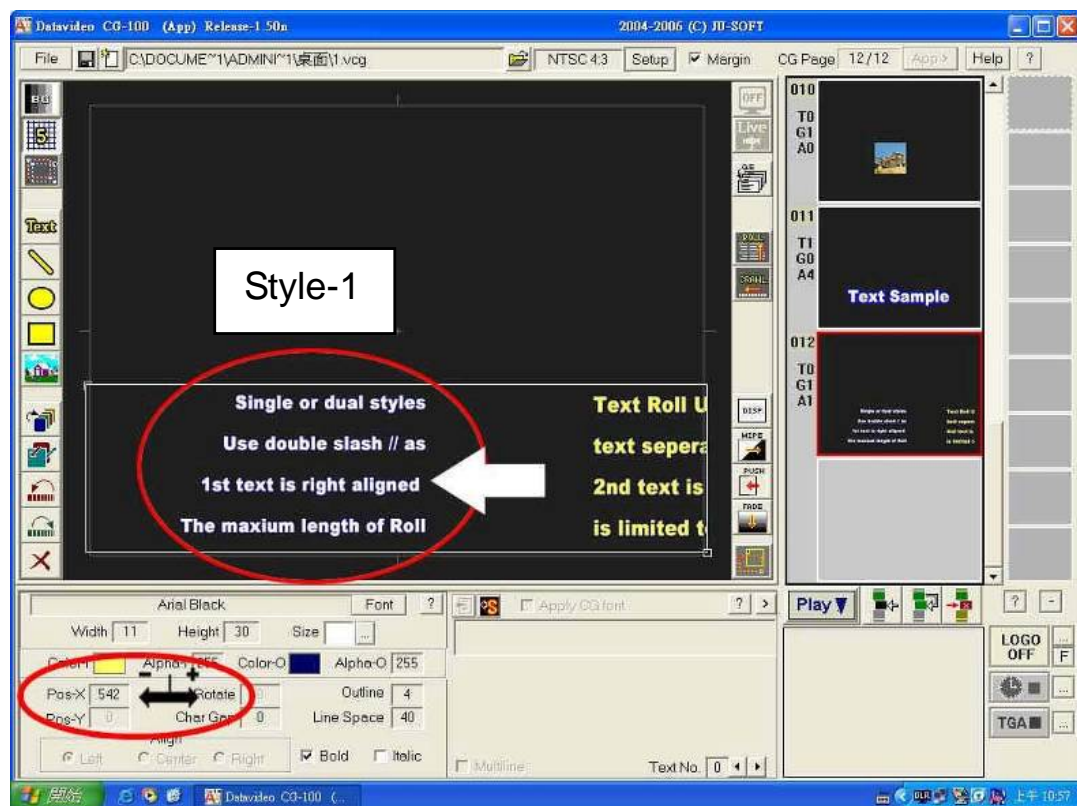 Datavideo CG-100 (App) Release-1.50n 2004-2006 (C) JU-SOFT
File C:\DOCUME~1\ADMINI~1\桌面\1.vcg NTSC 4:3 Setup Margin CG Page 12/12 App > Help ?
BG
OFF
Live
5
Text
ROLL
CRAWL
Style-1
010
T0
G1
A0
011
T1
G0
A4
Text Sample
012
T0
G1
A1
Single or dual styles Text Roll U
Use double slash // as text sepera
1st text is right aligned 2nd text is
The maxium length of Roll is limited t
DISP
WIPE
PUSH
FADE
Arial Black Font ? Apply CG font ? >
Play ? -
Width 11 Height 30 Size ...
LOGO OFF ... F
Alpha- 255 Color-O Alpha-O 255
Pos-X 542 - + Rotate Outline 4
Pos-Y 0 Char Gap 0 Line Space 40
TGA ...
Align
Left Center Right Bold Italic
Multiline Text No. 0
開始 Datavideo CG-100 (... 上午 10:57